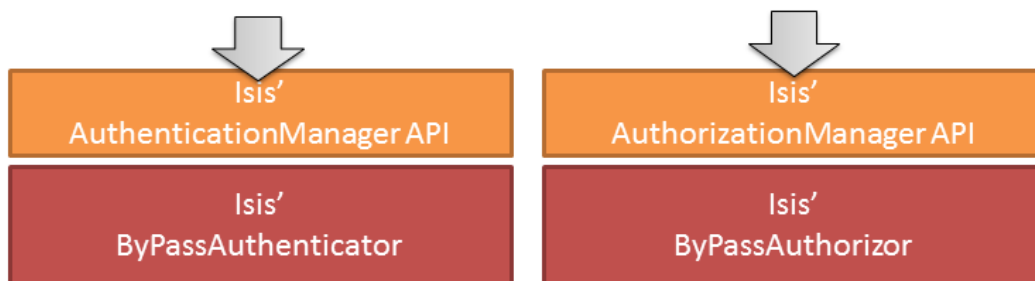 Isis’
AuthenticationManager API
Isis’
AuthorizationManager API
Isis’
ByPassAuthenticator
Isis’
ByPassAuthorizor